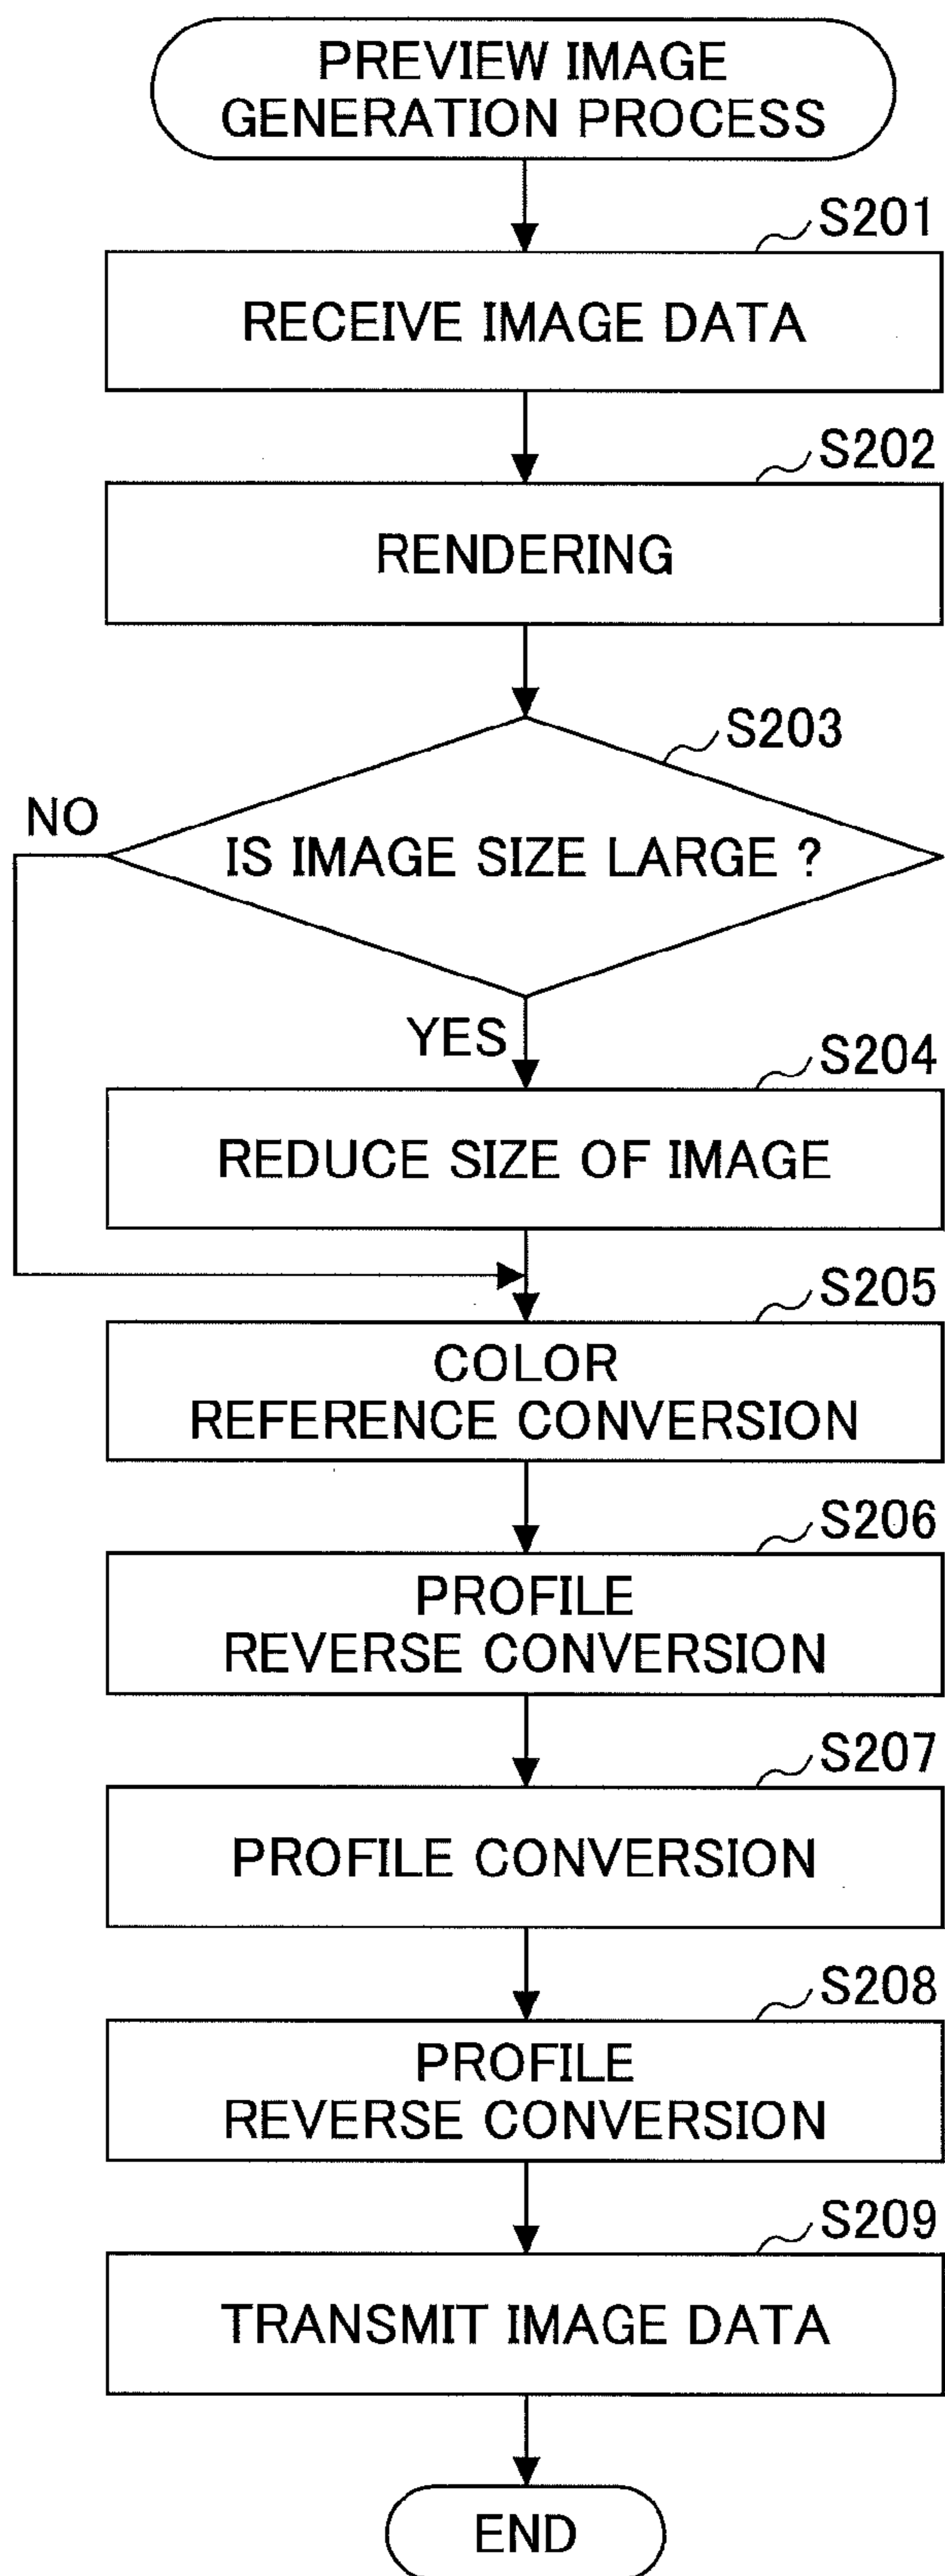 PREVIEW IMAGE
GENERATION PROCESS
S201
RECEIVE IMAGE DATA
S202
RENDERING
S203
NO
IS IMAGE SIZE LARGE ?
YES
S204
REDUCE SIZE OF IMAGE
S205
COLOR
REFERENCE CONVERSION
S206
PROFILE
REVERSE CONVERSION
S207
PROFILE CONVERSION
S208
PROFILE
REVERSE CONVERSION
S209
TRANSMIT IMAGE DATA
END